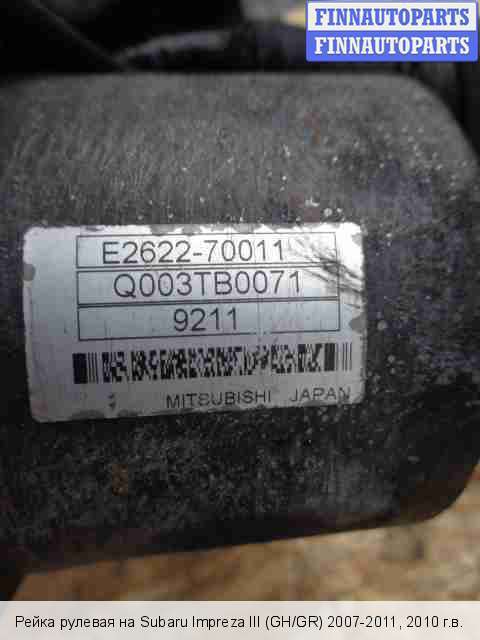 FINNAUTOPARTS
FINNAUTOPARTS
E2622-70011
Q003TB0071
9211
MITSUBISHI JAPAN
Рейка рулевая на Subaru Impreza III (GH/GR) 2007-2011, 2010 г.в.